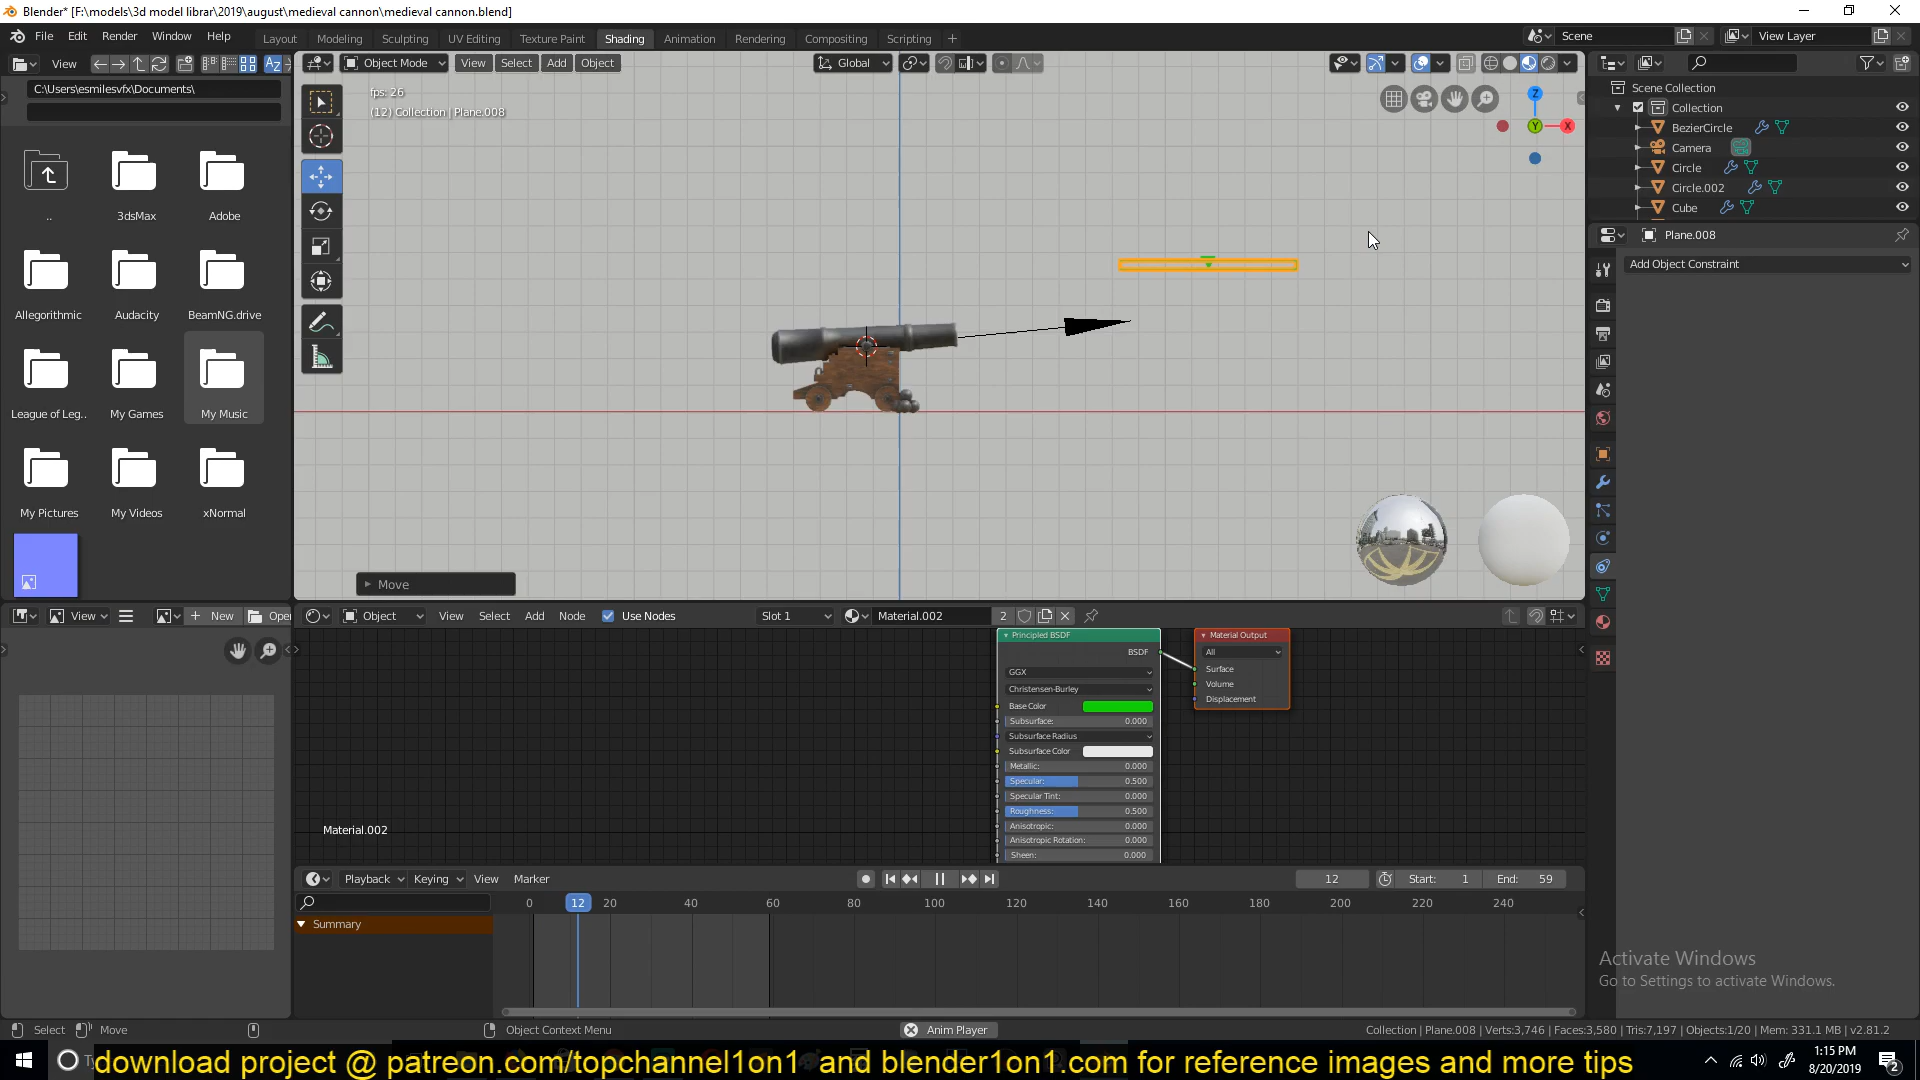 Blender* [F:\models\3d model librar\2019\august\medieval cannon\medieval cannon.blend]
File Edit Render Window Help
Layout Modeling Sculpting UV Editing Texture Paint Shading Animation Rendering Compositing Scripting
Scene
View Layer
View
Object Mode View Select Add Object
Global
C:\Users\esmilesvfx\Documents\
fps: 26
(12) Collection | Plane.008
Z
Y
X
Scene Collection
Collection
BezierCircle
Camera
Circle
Circle.002
Cube
Plane.008
Add Object Constraint
..
3dsMax
Adobe
Allegorithmic
Audacity
BeamNG.drive
League of Leg..
My Games
My Music
My Pictures
My Videos
xNormal
Move
View
New
Open
Object View Select Add Node Use Nodes
Slot 1
Material.002
2
Principled BSDF
BSDF
GGX
Christensen-Burley
Base Color
Subsurface: 0.000
Subsurface Radius
Subsurface Color
Metallic: 0.000
Specular: 0.500
Specular Tint: 0.000
Roughness: 0.500
Anisotropic: 0.000
Anisotropic Rotation: 0.000
Sheen: 0.000
Material Output
All
Surface
Volume
Displacement
Material.002
Playback Keying View Marker
12
Start: 1
End: 59
0 12 20 40 60 80 100 120 140 160 180 200 220 240
Summary
Activate Windows
Go to Settings to activate Windows.
Select
Move
Object Context Menu
Anim Player
Collection | Plane.008 | Verts:3,746 | Faces:3,580 | Tris:7,197 | Objects:1/20 | Mem: 331.1 MB | v2.81.2
download project @ patreon.com/topchannel1on1 and blender1on1.com for reference images and more tips
1:15 PM
8/20/2019
2